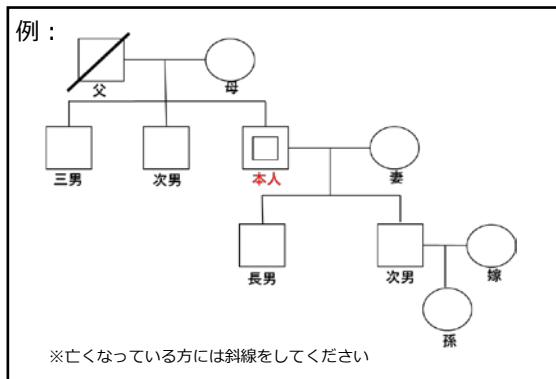 例：
父
母
三男
次男
本人
妻
長男
次男
嫁
孫
※亡くなっている方には斜線をしてください